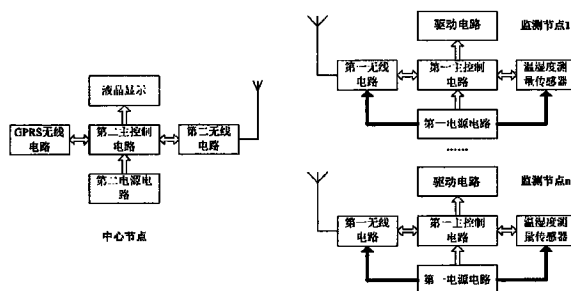 液晶显示
GPRS无线
电路
第二主控制
电路
第二无线
电路
第二电源电
路
中心节点
驱动电路
监测节点1
第一无线
电路
第一主控制
电路
温湿度测
量传感器
第一电源电路
……
驱动电路
监测节点n
第一无线
电路
第一主控制
电路
温湿度测
量传感器
第一电源电路